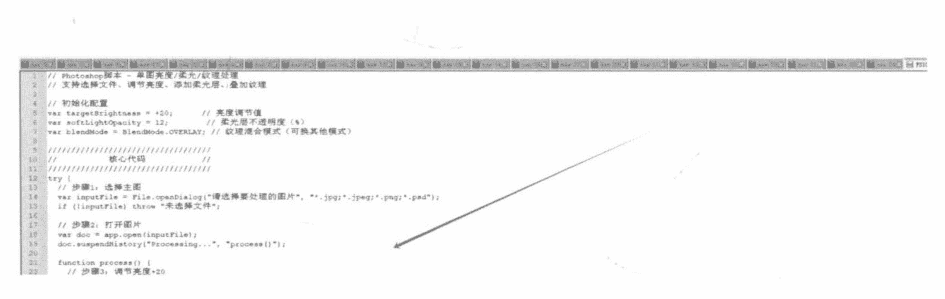 // Photoshop脚本 - 单图亮度/柔光/纹理处理
// 支持选择文件、调节亮度、添加柔光层、叠加纹理
// 初始化配置
var targetBrightness = +20; // 亮度调节值
var softLightOpacity = 12; // 柔光层不透明度 (%)
var blendMode = BlendMode.OVERLAY; // 纹理混合模式 (可换其他模式)
//////////////////////////////////
// 核心代码 //
//////////////////////////////////
try {
// 步骤1: 选择主图
var inputFile = File.openDialog("请选择要处理的图片", "*.jpg;*.jpeg;*.png;*.psd");
if (!inputFile) throw "未选择文件";
// 步骤2: 打开图片
var doc = app.open(inputFile);
doc.suspendHistory("Processing...", "process()");
function process() {
// 步骤3: 调节亮度+20